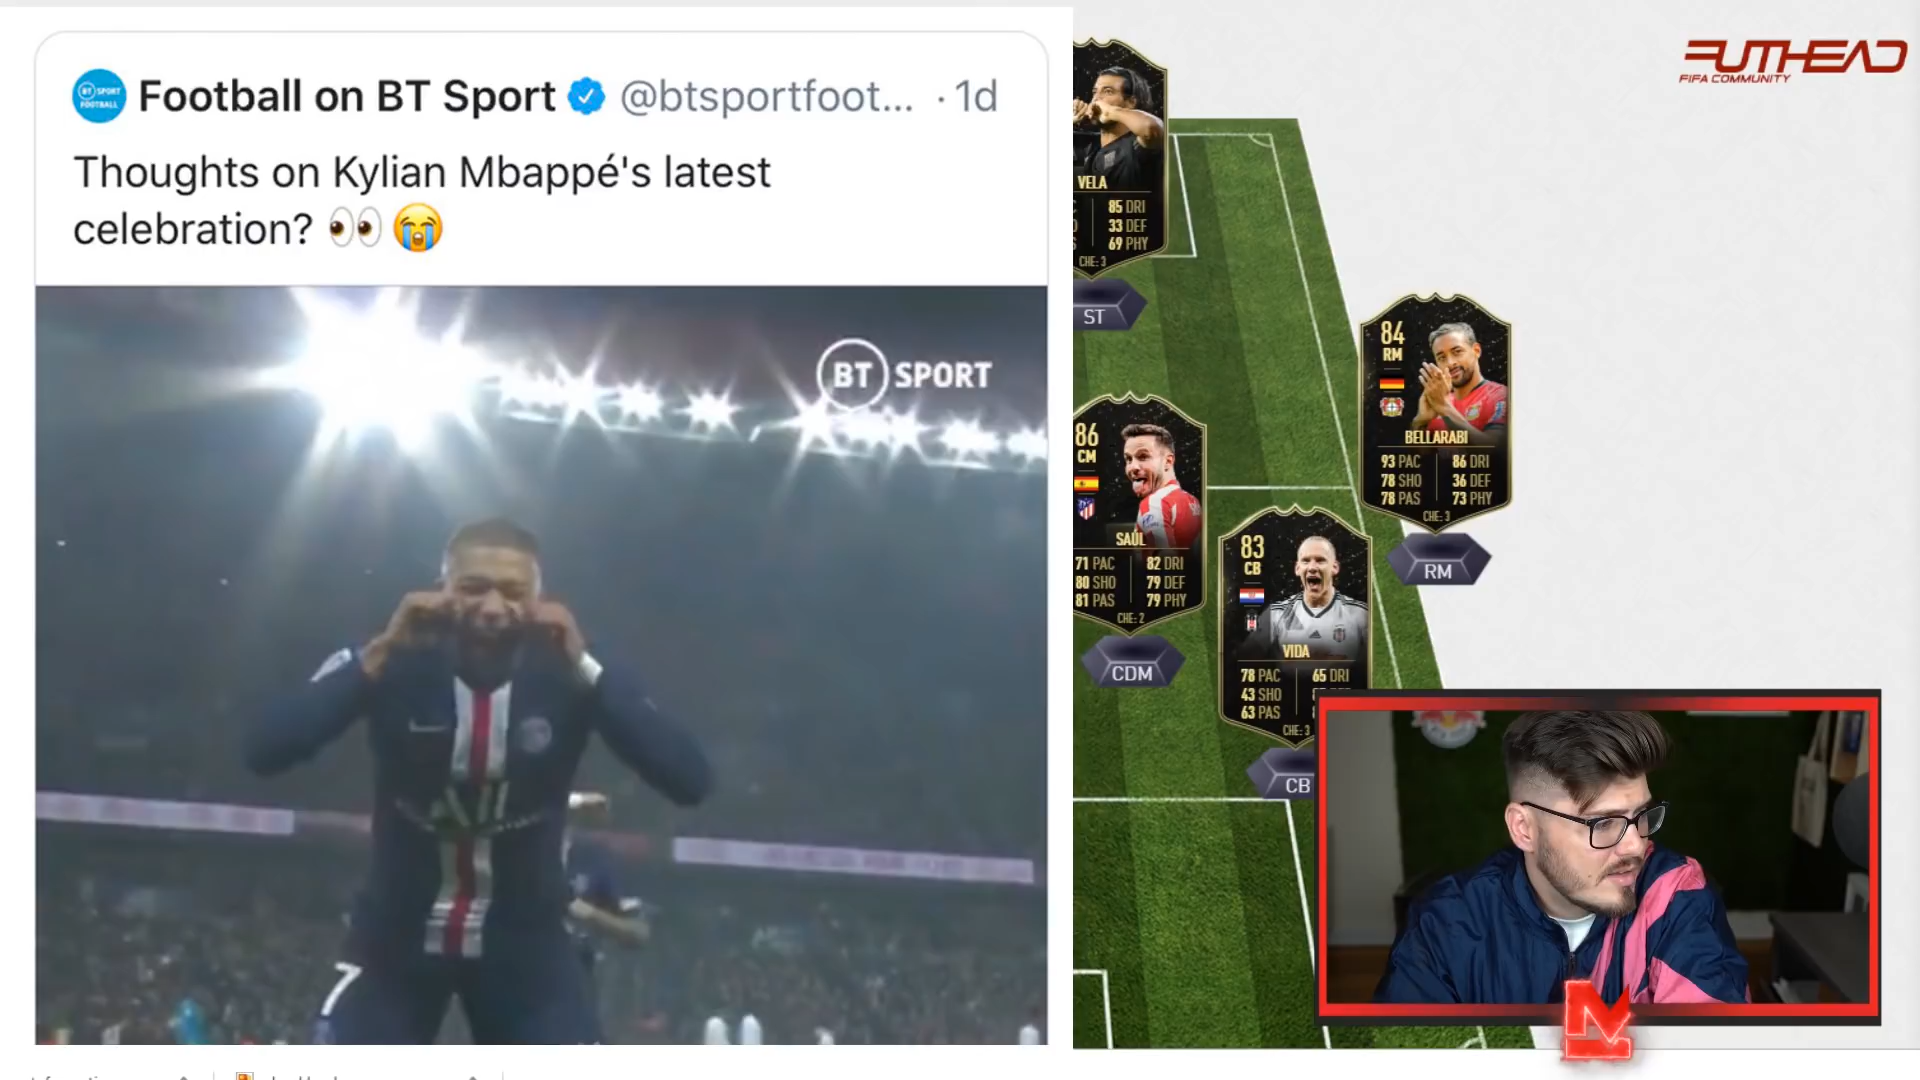 BT SPORT
FOOTBALL
Football on BT Sport @btsportfoot... · 1d
Thoughts on Kylian Mbappé's latest
celebration? 👀 😭
BT SPORT
7
FUTHEAD
FIFA COMMUNITY
VELA
85 DRI
33 DEF
69 PHY
CHE: 3
ST
84
RM
BELLARABI
93 PAC 86 DRI
78 SHO 36 DEF
78 PAS 73 PHY
CHE: 3
RM
86
CM
SAÚL
71 PAC 82 DRI
80 SHO 79 DEF
81 PAS 79 PHY
CHE: 2
CDM
83
CB
VIDA
78 PAC 65 DRI
43 SHO
63 PAS
CHE: 3
CB